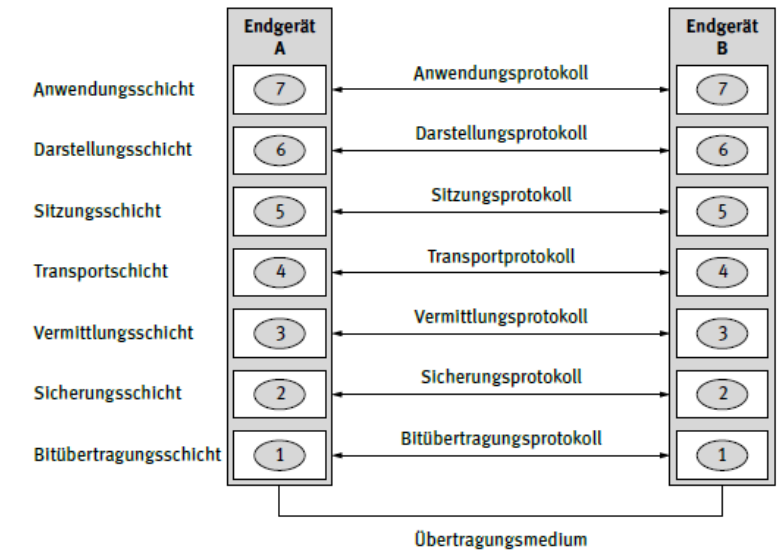 Endgerät
A
Endgerät
B
Anwendungsschicht
7
Anwendungsprotokoll
7
Darstellungsschicht
6
Darstellungsprotokoll
6
Sitzungsschicht
5
Sitzungsprotokoll
5
Transportschicht
4
Transportprotokoll
4
Vermittlungsschicht
3
Vermittlungsprotokoll
3
Sicherungsschicht
2
Sicherungsprotokoll
2
Bitübertragungsschicht
1
Bitübertragungsprotokoll
1
Übertragungsmedium